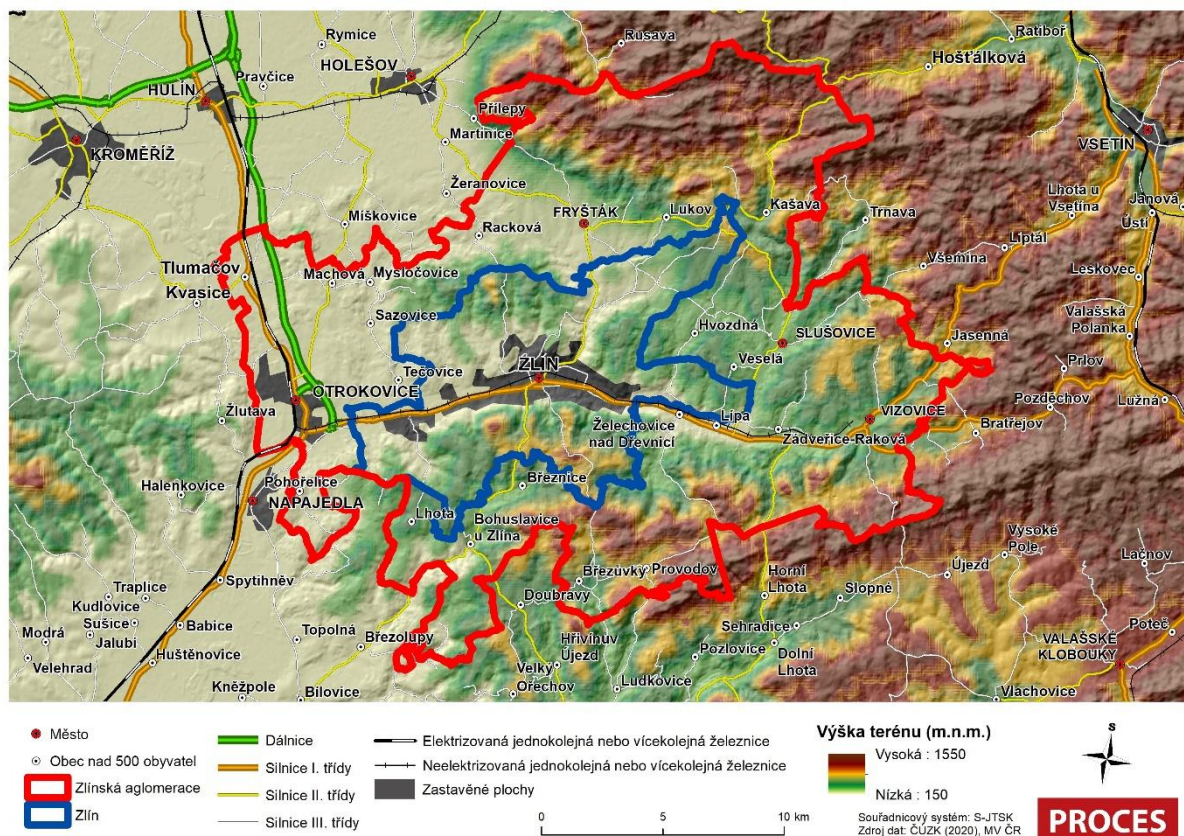 Rymice
Rusava
Ratiboř
HOLEŠOV
Hošťálková
Pravčice
HULÍN
Přílepy
Martinice
VSETÍN
KROMĚŘÍŽ
Žeranovice
Lhota u
Vsetína
Janová
Miškovice
FRYŠTÁK
Lukov
Kašava
Trnava
Ústí
Racková
Liptál
Tlumačov
Machová
Mysločovice
Všemina
Leskovec
Kvasice
Sazovice
Hvozdná
SLUŠOVICE
Jasenná
Valašská
Polanka
Veselá
Prlov
ZLÍN
Tečovice
OTROKOVICE
Žlutava
Želechovice
nad Dřevnicí
Lípa
VIZOVICE
Pozděchov
Lužná
Zádveřice-Raková
Bratřejov
Halenkovice
Pohořelice
NAPAJEDLA
Březnice
Lhota
Bohuslavice
u Zlína
Vysoké
Pole
Lačnov
Spytihněv
Březůvky
Provodov
Horní
Lhota
Slopné
Újezd
Traplice
Kudlovice
Sušice
Doubravy
Modrá
Jalubí
Babice
Topolná
Březolupy
Hřivínův
Újezd
Sehradice
Poteč
VALAŠSKÉ
KLOBOUKY
Velehrad
Huštěnovice
Velký
Ořechov
Pozlovice
Dolní
Lhota
Kněžpole
Bílovice
Ludkovice
Vlachovice
Město
Obec nad 500 obyvatel
Zlínská aglomerace
Zlín
Dálnice
Silnice I. třídy
Silnice II. třídy
Silnice III. třídy
Elektrizovaná jednokolejná nebo vícekolejná železnice
Neelektrizovaná jednokolejná nebo vícekolejná železnice
Zastavěné plochy
0 5 10 km
Výška terénu (m.n.m.)
Vysoká : 1550
Nízká : 150
S
Souřadnicový systém: S-JTSK
Zdroj dat: ČÚZK (2020), MV ČR
PROCES